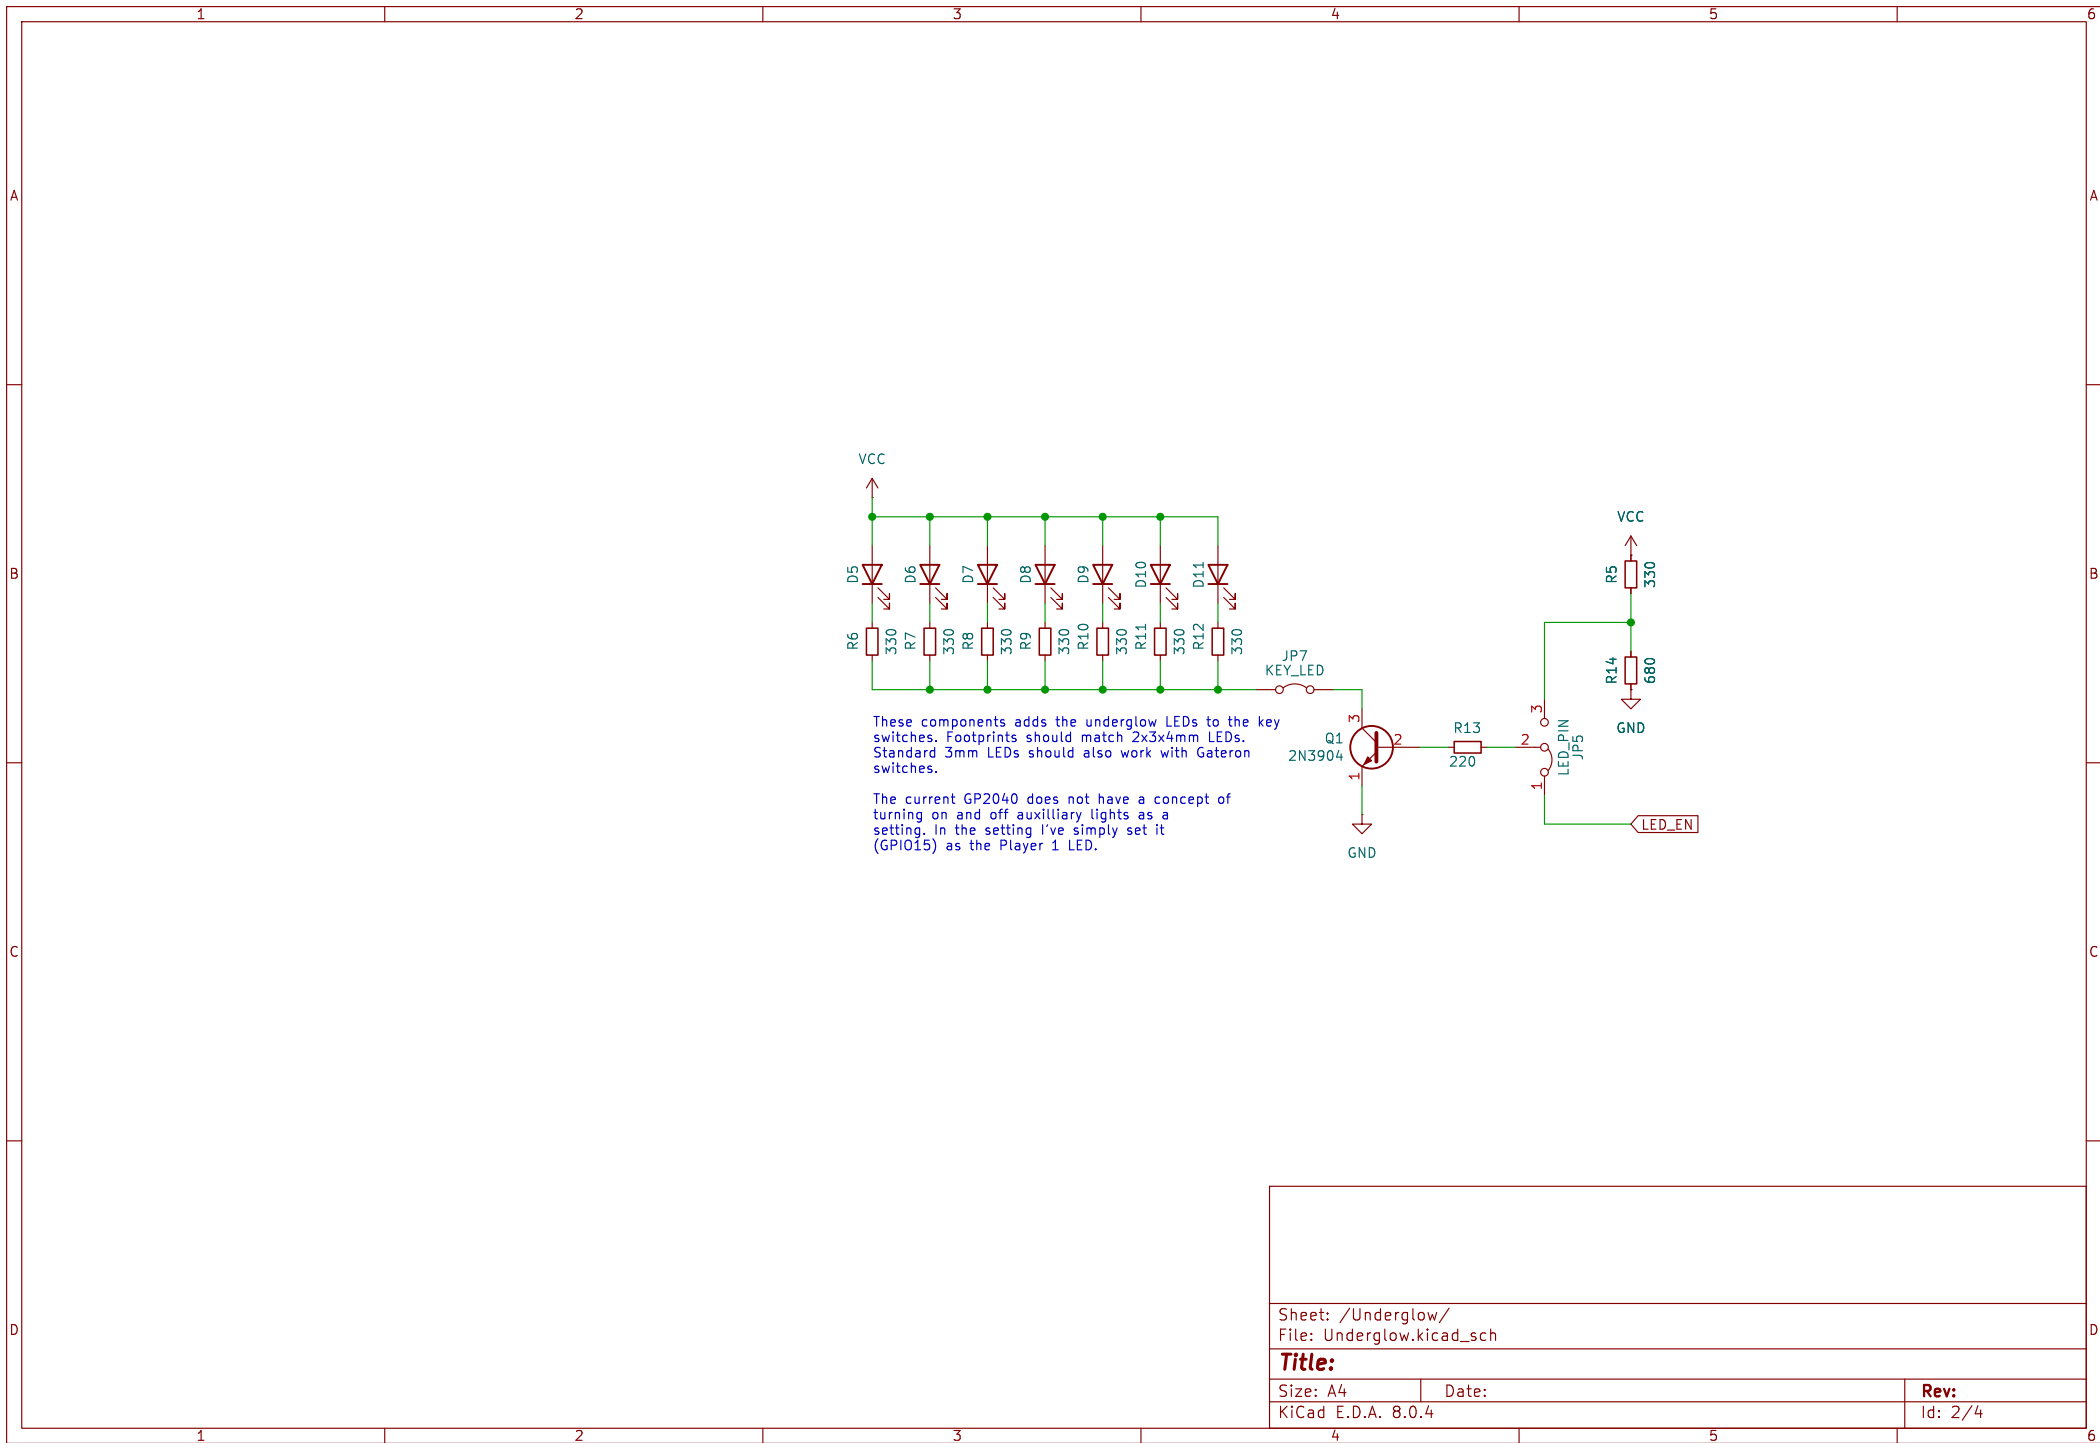 1 2 3 4 5 6
A A
VCC
VCC
B B
D5 D6 D7 D8 D9 D10 D11
R5 330
R6 330 R7 330 R8 330 R9 330 R10 330 R11 330 R12 330
JP7
KEY_LED
R14 680
GND
These components adds the underglow LEDs to the key
switches. Footprints should match 2x3x4mm LEDs.
Standard 3mm LEDs should also work with Gateron
switches.
The current GP2040 does not have a concept of
turning on and off auxilliary lights as a
setting. In the setting I've simply set it
(GPIO15) as the Player 1 LED.
3
Q1
2N3904
2
1
GND
R13
220
3
2
1
LED_PIN
JP5
LED_EN
C C
D D
Sheet: /Underglow/
File: Underglow.kicad_sch
Title:
Size: A4 Date: Rev:
KiCad E.D.A. 8.0.4 Id: 2/4
1 2 3 4 5 6